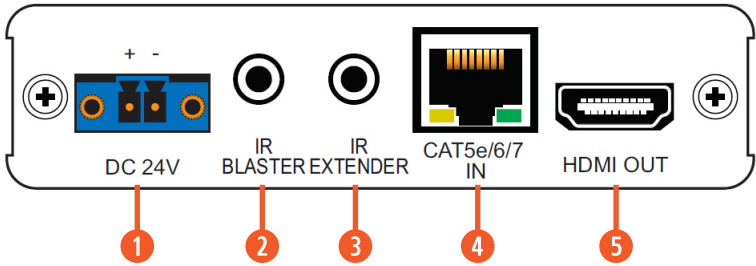 + -
DC 24V
IR
BLASTER
IR
EXTENDER
CAT5e/6/7
IN
HDMI OUT
1
2
3
4
5